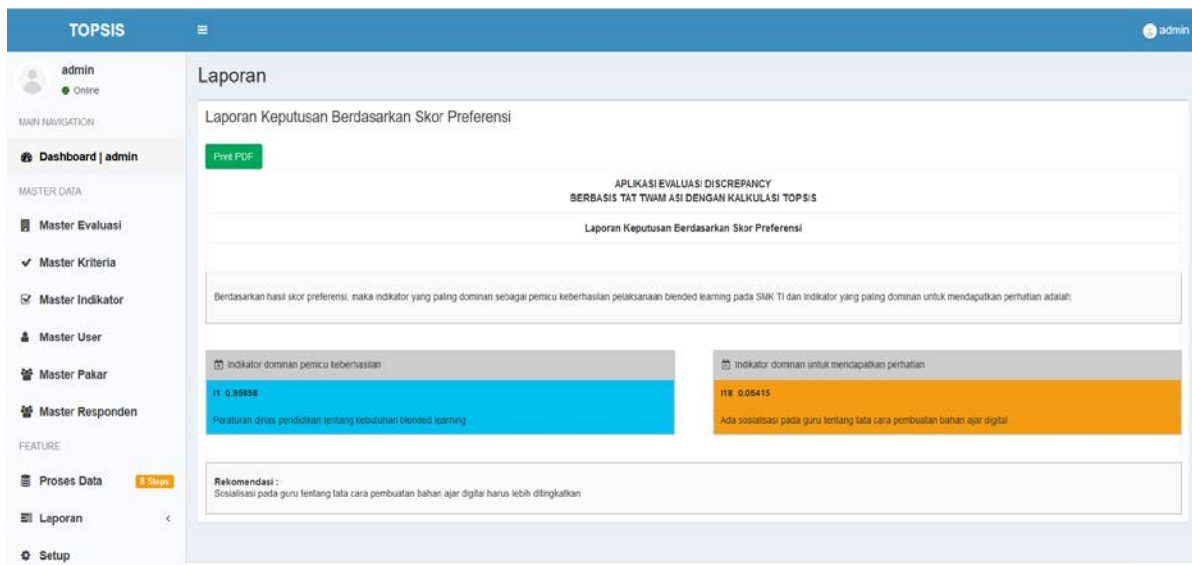 TOPSIS
admin
admin
Online
MAIN NAVIGATION
Dashboard | admin
MASTER DATA
Master Evaluasi
Master Kriteria
Master Indikator
Master User
Master Pakar
Master Responden
FEATURE
Proses Data 8 Steps
Laporan
Setup
Laporan
Laporan Keputusan Berdasarkan Skor Preferensi
Print PDF
APLIKASI EVALUASI DISCREPANCY
BERBASIS TAT TWAM ASI DENGAN KALKULASI TOPSIS
Laporan Keputusan Berdasarkan Skor Preferensi
Berdasarkan hasil skor preferensi, maka indikator yang paling dominan sebagai pemicu keberhasilan pelaksanaan blended learning pada SMK TI dan indikator yang paling dominan untuk mendapatkan perhatian adalah:
Indikator dominan pemicu keberhasilan
I1 0.95858
Peraturan dinas pendidikan tentang kebutuhan blended learning
Indikator dominan untuk mendapatkan perhatian
I18 0.05415
Ada sosialisasi pada guru tentang tata cara pembuatan bahan ajar digital
Rekomendasi :
Sosialisasi pada guru tentang tata cara pembuatan bahan ajar digital harus lebih ditingkatkan